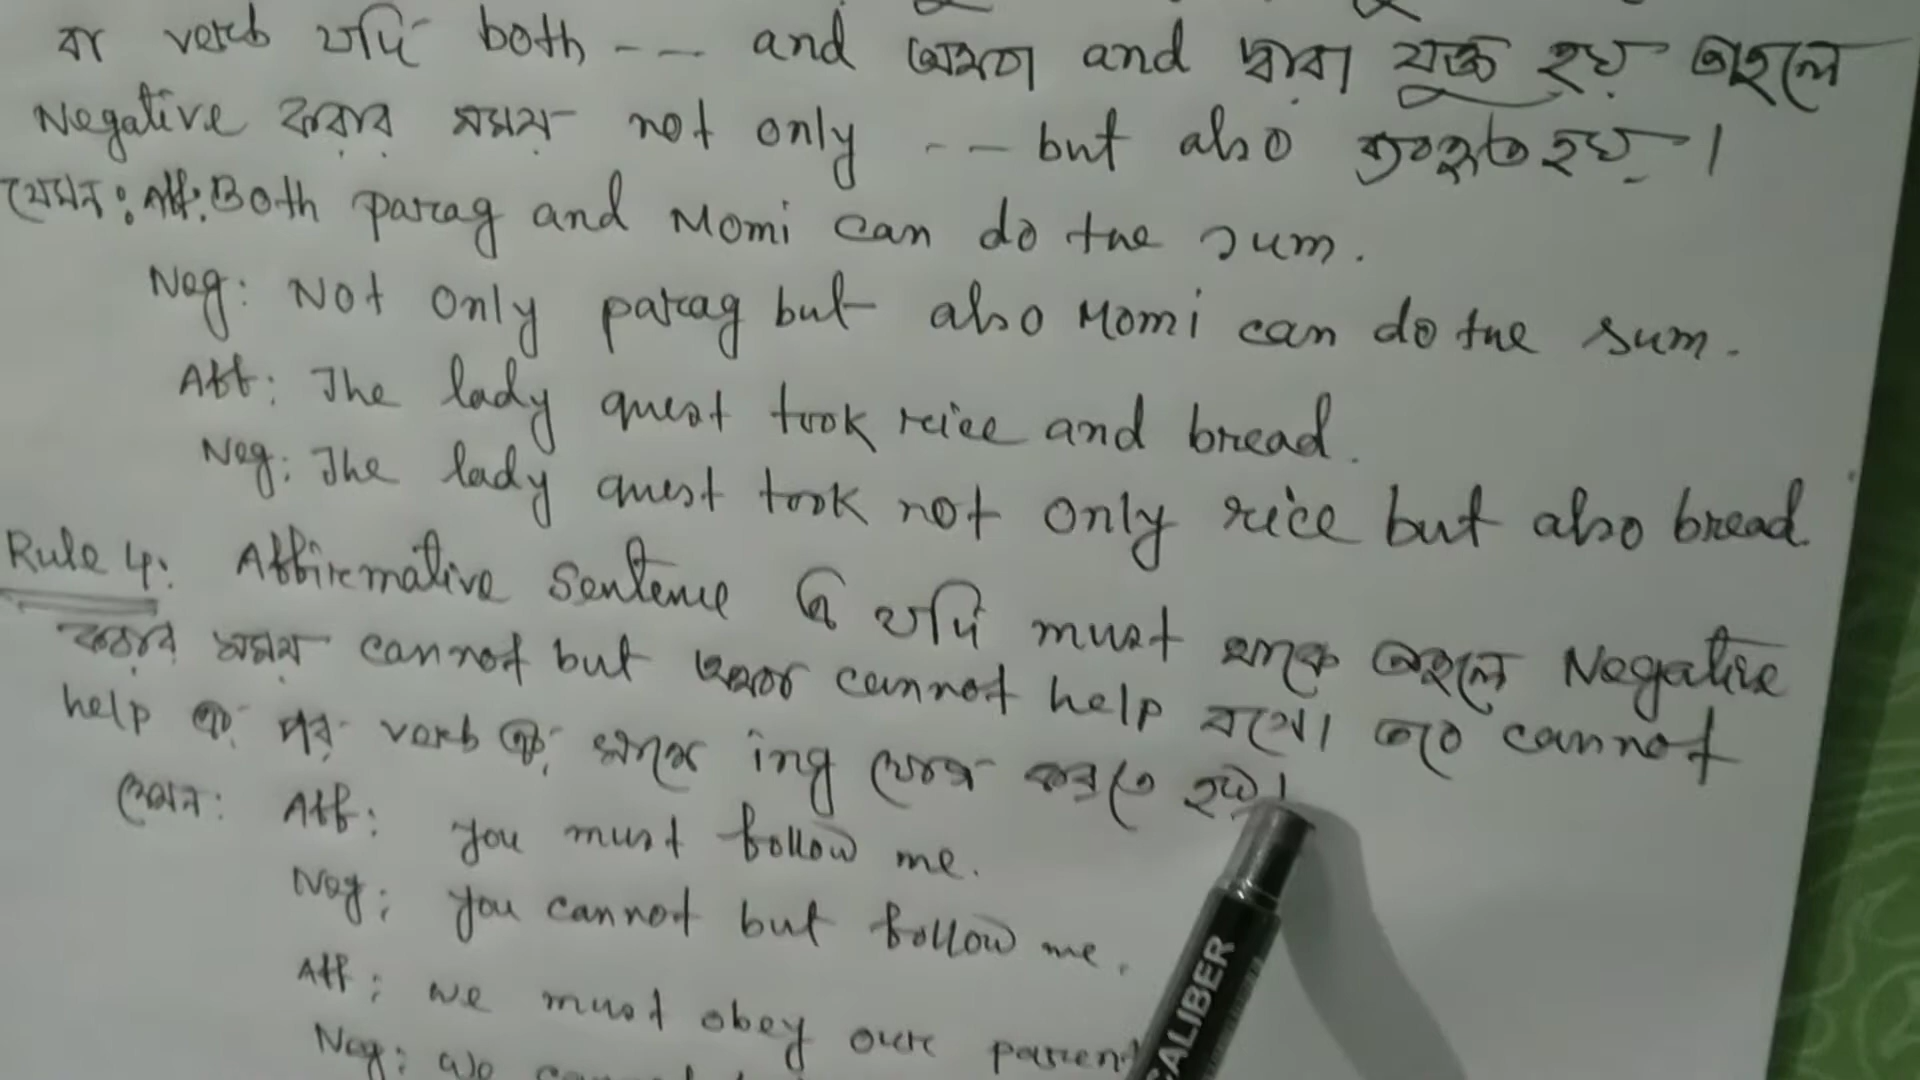 বা verb যদি both -- - and অথবা and দ্বারা যুক্ত হয় তাহলে
Negative করার সময় not only -- - but also ব্যবহৃত হয়।
যেমন: Aff: Both parag and Momi can do the sum.
Neg: Not only parag but also Momi can do the sum.
Aff: The lady guest took rice and bread.
Neg: The lady guest took not only rice but also bread
Rule 4: Affirmative Sentence এ যদি must থাকে তাহলে Negative
করার সময় cannot but অথবা cannot help বসে। তবে cannot
help এর পর verb এর সাথে ing যোগ করতে হয়।
যেমন: Aff: you must follow me.
Neg: you cannot but follow me.
Aff: we must obey our parent
Neg: we
CALIBER